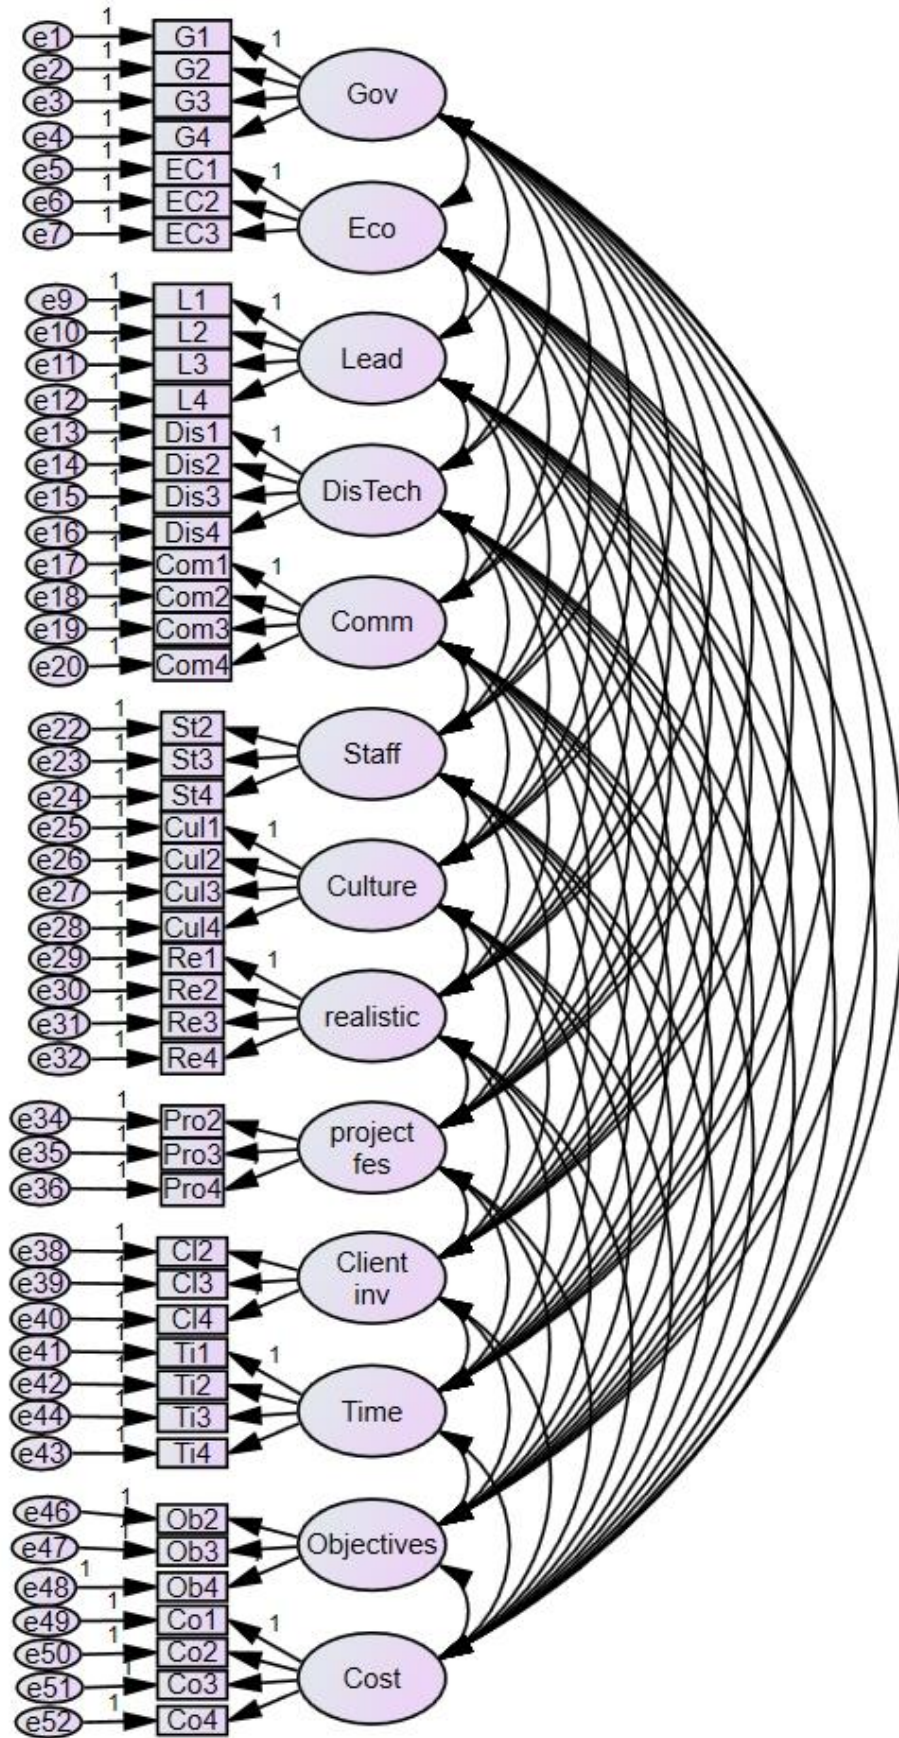 e1 1 G1 1
e2 1 G2
e3 1 G3
e4 1 G4
Gov
e5 1 EC1 1
e6 1 EC2
e7 1 EC3
Eco
e9 1 L1 1
e10 1 L2
e11 1 L3
e12 1 L4
Lead
e13 1 Dis1 1
e14 1 Dis2
e15 1 Dis3
e16 1 Dis4
DisTech
e17 1 Com1 1
e18 1 Com2
e19 1 Com3
e20 1 Com4
Comm
e22 1 St2
e23 1 St3
e24 1 St4
Staff
e25 1 Cul1 1
e26 1 Cul2
e27 1 Cul3
e28 1 Cul4
Culture
e29 1 Re1 1
e30 1 Re2
e31 1 Re3
e32 1 Re4
realistic
e34 1 Pro2
e35 1 Pro3
e36 1 Pro4
project
fes
e38 1 Cl2
e39 1 Cl3
e40 1 Cl4
Client
inv
e41 1 Ti1 1
e42 1 Ti2
e44 1 Ti3
e43 1 Ti4
Time
e46 1 Ob2
e47 1 Ob3
e48 1 Ob4
Objectives
e49 1 Co1 1
e50 1 Co2
e51 1 Co3
e52 1 Co4
Cost